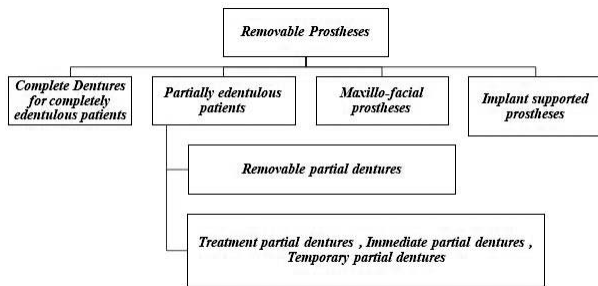 Removable Prostheses
Complete Dentures
for completely
edentulous patients
Partially edentulous
patients
Maxillo-facial
prostheses
Implant supported
prostheses
Removable partial dentures
Treatment partial dentures , Immediate partial dentures ,
Temporary partial dentures